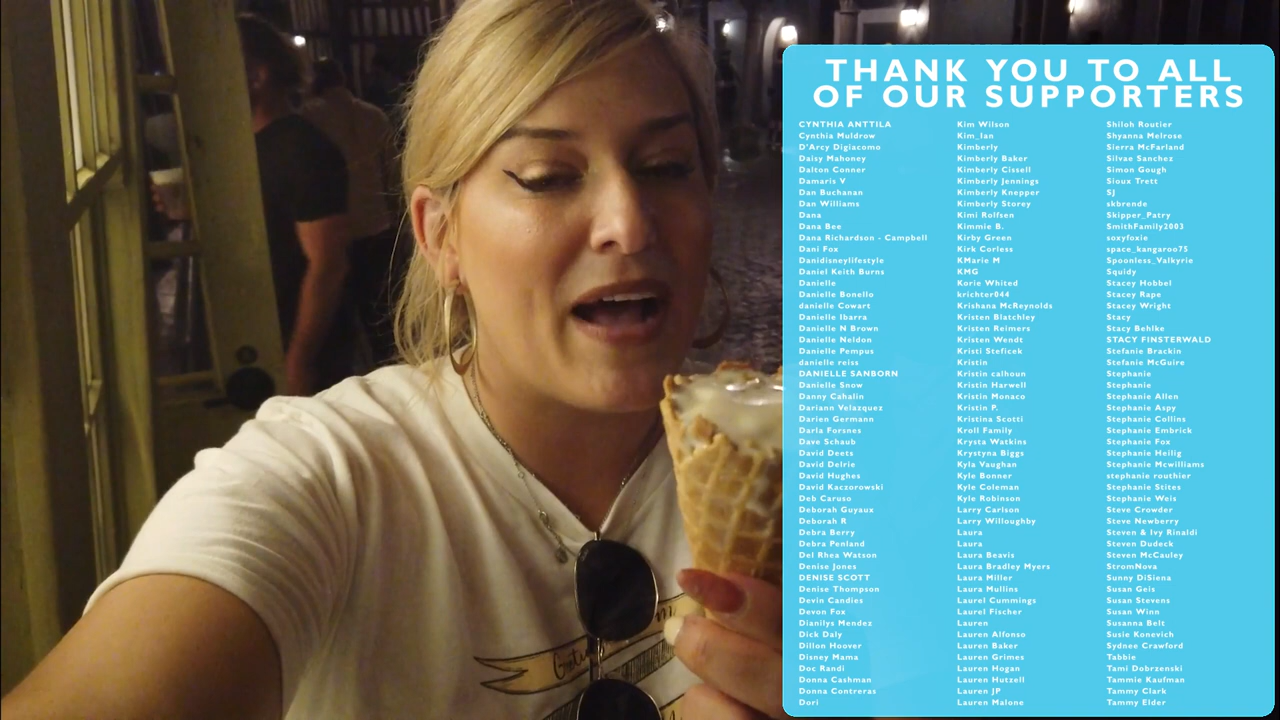 THANK YOU TO ALL
OF OUR SUPPORTERS
CYNTHIA ANTTILA
Cynthia Muldrow
D'Arcy Digiacomo
Daisy Mahoney
Dalton Conner
Damaris V
Dan Buchanan
Dan Williams
Dana
Dana Bee
Dana Richardson - Campbell
Dani Fox
Danidisneylifestyle
Daniel Keith Burns
Danielle
Danielle Bonello
danielle Cowart
Danielle Ibarra
Danielle N Brown
Danielle Neldon
Danielle Pempus
danielle reiss
DANIELLE SANBORN
Danielle Snow
Danny Cahalin
Dariann Velazquez
Darien Germann
Darla Forsnes
Dave Schaub
David Deets
David Delrie
David Hughes
David Kaczorowski
Deb Caruso
Deborah Guyaux
Deborah R
Debra Berry
Debra Penland
Del Rhea Watson
Denise Jones
DENISE SCOTT
Denise Thompson
Devin Candies
Devon Fox
Dianilys Mendez
Dick Daly
Dillon Hoover
Disney Mama
Doc Randi
Donna Cashman
Donna Contreras
Dori
Kim Wilson
Kim_Ian
Kimberly
Kimberly Baker
Kimberly Cissell
Kimberly Jennings
Kimberly Knepper
Kimberly Storey
Kimi Rolfsen
Kimmie B.
Kirby Green
Kirk Corless
KMarie M
KMG
Korie Whited
krichter044
Krishana McReynolds
Kristen Blatchley
Kristen Reimers
Kristen Wendt
Kristi Steficek
Kristin
Kristin calhoun
Kristin Harwell
Kristin Monaco
Kristin P.
Kristina Scotti
Kroll Family
Krysta Watkins
Krystyna Biggs
Kyla Vaughan
Kyle Bonner
Kyle Coleman
Kyle Robinson
Larry Carlson
Larry Willoughby
Laura
Laura
Laura Beavis
Laura Bradley Myers
Laura Miller
Laura Mullins
Laurel Cummings
Laurel Fischer
Lauren
Lauren Alfonso
Lauren Baker
Lauren Grimes
Lauren Hogan
Lauren Hutzell
Lauren JP
Lauren Malone
Shiloh Routier
Shyanna Melrose
Sierra McFarland
Silvae Sanchez
Simon Gough
Sioux Trett
SJ
skbrende
Skipper_Patry
SmithFamily2003
soxyfoxie
space_kangaroo75
Spoonless_Valkyrie
Squidy
Stacey Hobbel
Stacey Rape
Stacey Wright
Stacy
Stacy Behlke
STACY FINSTERWALD
Stefanie Brackin
Stefanie McGuire
Stephanie
Stephanie
Stephanie Allen
Stephanie Aspy
Stephanie Collins
Stephanie Embrick
Stephanie Fox
Stephanie Heilig
Stephanie Mcwilliams
stephanie routhier
Stephanie Stites
Stephanie Weis
Steve Crowder
Steve Newberry
Steven & Ivy Rinaldi
Steven Dudeck
Steven McCauley
StromNova
Sunny DiSiena
Susan Geis
Susan Stevens
Susan Winn
Susanna Belt
Susie Konevich
Sydnee Crawford
Tabbie
Tami Dobrzenski
Tammie Kaufman
Tammy Clark
Tammy Elder